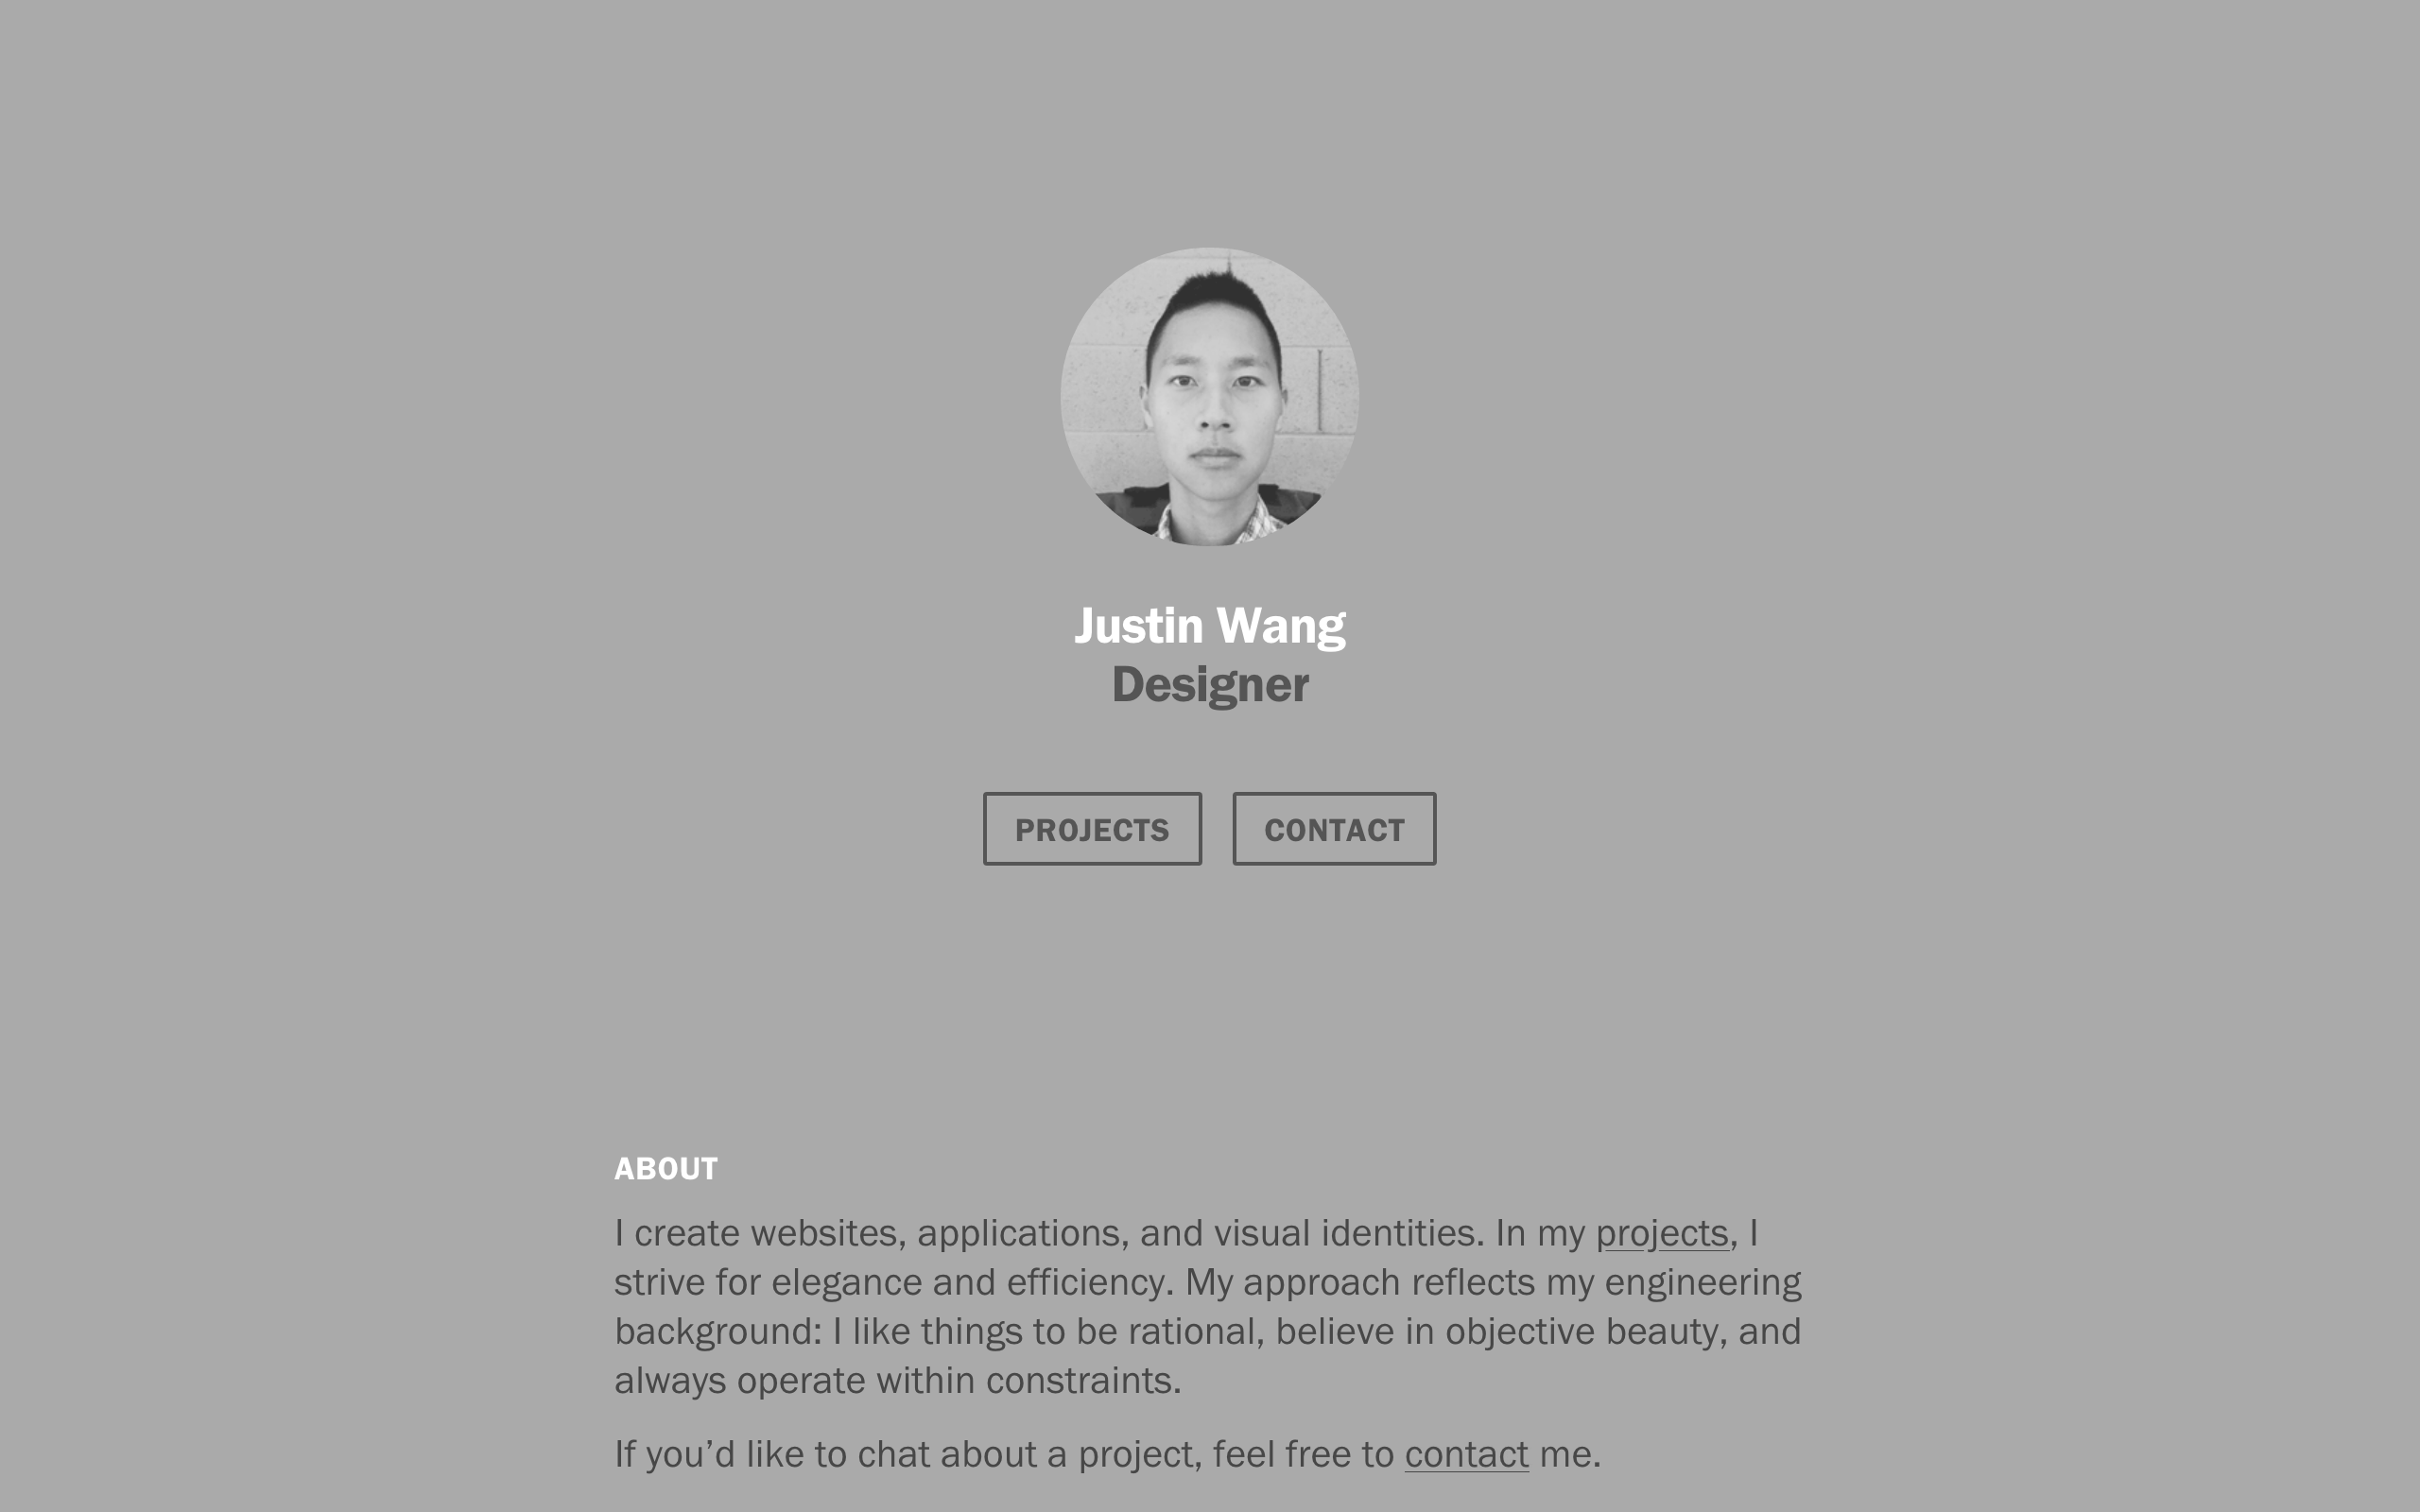 Justin Wang
Designer
PROJECTS CONTACT
ABOUT
I create websites, applications, and visual identities. In my projects, I
strive for elegance and efficiency. My approach reflects my engineering
background: I like things to be rational, believe in objective beauty, and
always operate within constraints.
If you’d like to chat about a project, feel free to contact me.